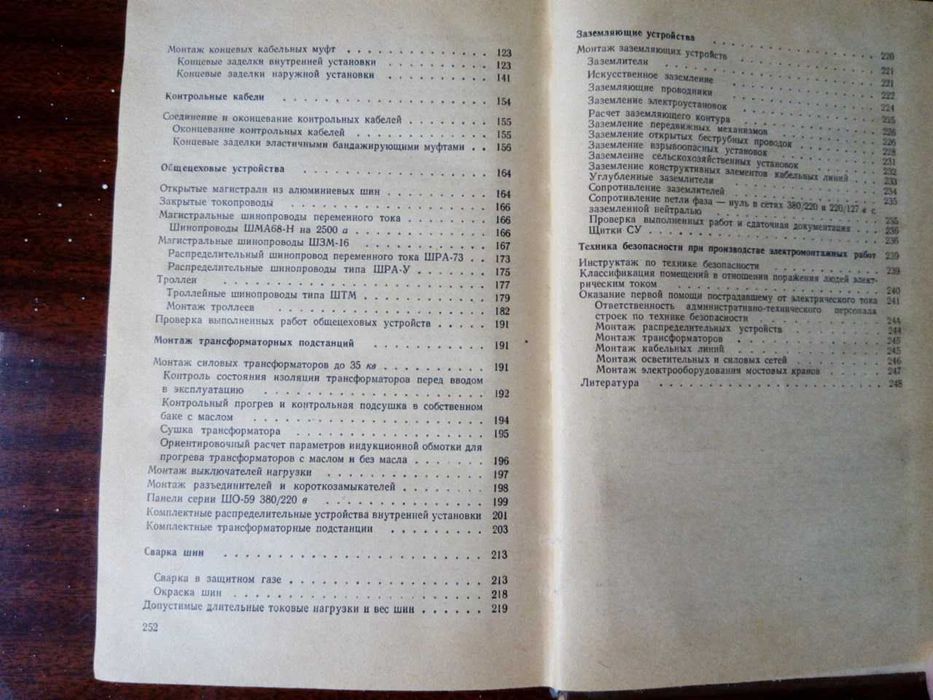 Монтаж концевых кабельных муфт . . . . . . . . . . . . 123
Концевые заделки внутренней установки . . . . . . . . 123
Концевые заделки наружной установки . . . . . . . . 141
Контрольные кабели . . . . . . . . . . . . . . . . 154
Соединение и оконцевание контрольных кабелей . . . . . . 155
Оконцевание контрольных кабелей . . . . . . . . . . 155
Концевые заделки эластичными бандажирующими муфтами . . 156
Общецеховые устройства . . . . . . . . . . . . . . 164
Открытые магистрали из алюминиевых шин . . . . . . . . 164
Закрытые токопроводы . . . . . . . . . . . . . . 166
Магистральные шинопроводы переменного тока . . . . . . 166
Шинопроводы ШМА68-Н на 2500 а . . . . . . . . . . 166
Магистральные шинопроводы ШЗМ-16 . . . . . . . . . . 167
Распределительный шинопровод переменного тока ШРА-73 . . 173
Распределительные шинопроводы типа ШРА-У . . . . . . 175
Троллеи . . . . . . . . . . . . . . . . . . 177
Троллейные шинопроводы типа ШТМ . . . . . . . . . 179
Монтаж троллеев . . . . . . . . . . . . . . . 182
Проверка выполненных работ общецеховых устройств . . . . . 191
Монтаж трансформаторных подстанций . . . . . . . . . . 191
Монтаж силовых трансформаторов до 35 кв . . . . . . . . 191
Контроль состояния изоляции трансформаторов перед вводом
в эксплуатацию . . . . . . . . . . . . . . . 192
Контрольный прогрев и контрольная подсушка в собственном
баке с маслом . . . . . . . . . . . . . . . . 194
Сушка трансформатора . . . . . . . . . . . . . 195
Ориентировочный расчет параметров индукционной обмотки для
прогрева трансформаторов с маслом и без масла . . . . . . 196
Монтаж выключателей нагрузки . . . . . . . . . . . 197
Монтаж разъединителей и короткозамыкателей . . . . . . . 198
Панели серии ШО-59 380/220 в . . . . . . . . . . . 199
Комплектные распределительные устройства внутренней установки 201
Комплектные трансформаторные подстанции . . . . . . . . 203
Сварка шин . . . . . . . . . . . . . . . . . . 213
Сварка в защитном газе . . . . . . . . . . . . . . 213
Окраска шин . . . . . . . . . . . . . . . . . 218
Допустимые длительные токовые нагрузки и вес шин . . . . . . 219
252
Заземляющие устройства . . . . . . . . . . . . . 220
Монтаж заземляющих устройств . . . . . . . . . . . 221
Заземлители . . . . . . . . . . . . . . . . 221
Искусственное заземление . . . . . . . . . . . . 222
Заземляющие проводники . . . . . . . . . . . . 224
Заземление электроустановок . . . . . . . . . . . 225
Расчет заземляющего контура . . . . . . . . . . . 226
Заземление передвижных механизмов . . . . . . . . 226
Заземление открытых беструбных проводок . . . . . . 228
Заземление взрывоопасных установок . . . . . . . . 231
Заземление сельскохозяйственных установок . . . . . . 232
Заземление конструктивных элементов кабельных линий . . . 233
Углубленные заземлители . . . . . . . . . . . . 234
Сопротивление заземлителей . . . . . . . . . . . 235
Сопротивление петли фаза — нуль в сетях 380/220 и 220/127 в с
заземленной нейтралью . . . . . . . . . . . . . 235
Проверка выполненных работ и сдаточная документация . . . . 236
Щитки СУ . . . . . . . . . . . . . . . . . 236
Техника безопасности при производстве электромонтажных работ 239
Инструктаж по технике безопасности . . . . . . . . . . 239
Классификация помещений в отношении поражения людей элект-
рическим током . . . . . . . . . . . . . . . . 240
Оказание первой помощи пострадавшему от электрического тока 241
Ответственность административно-технического персонала
строек по технике безопасности . . . . . . . . . . 244
Монтаж распределительных устройств . . . . . . . . 244
Монтаж трансформаторов . . . . . . . . . . . . 245
Монтаж кабельных линий . . . . . . . . . . . . 245
Монтаж осветительных и силовых сетей . . . . . . . . 246
Монтаж электрооборудования мостовых кранов . . . . . 247
Литература . . . . . . . . . . . . . . . . . . 248